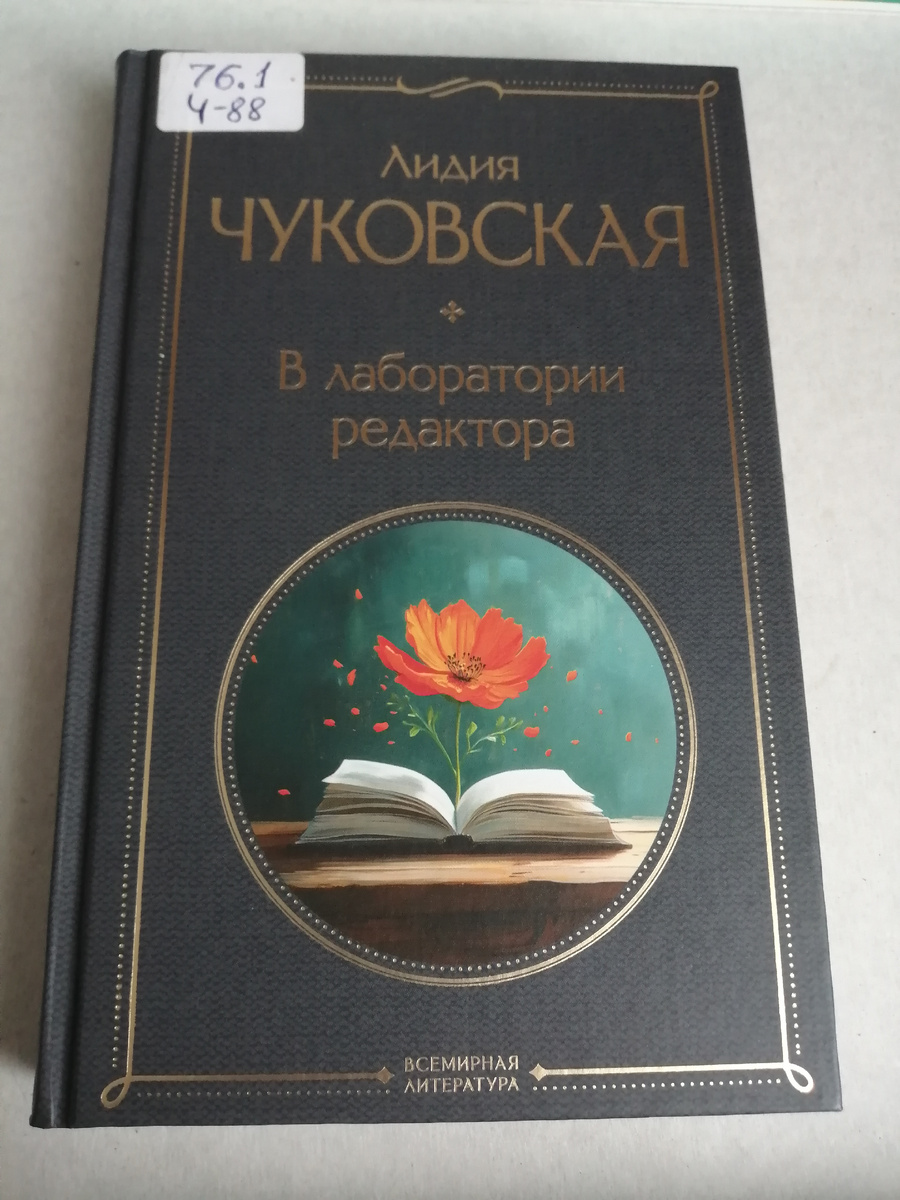 76.1
Ч-88
Лидия
ЧУКОВСКАЯ
В лаборатории
редактора
ВСЕМИРНАЯ
ЛИТЕРАТУРА